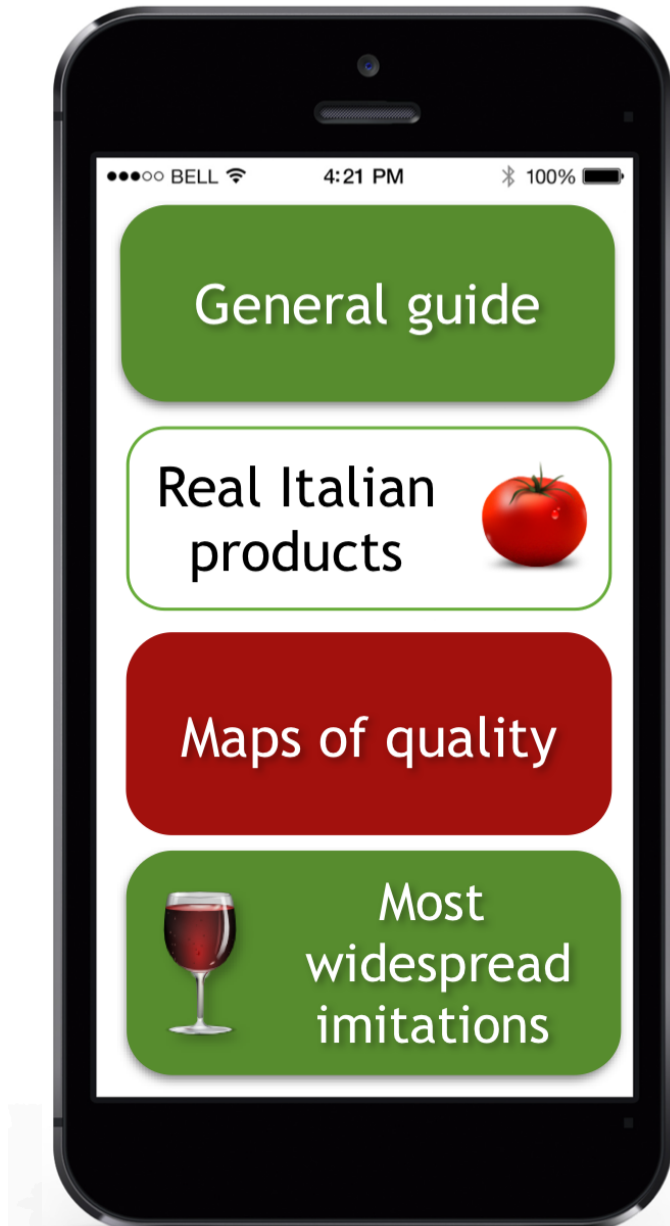 BELL 4:21 PM 100%
General guide
Real Italian
products
Maps of quality
Most
widespread
imitations